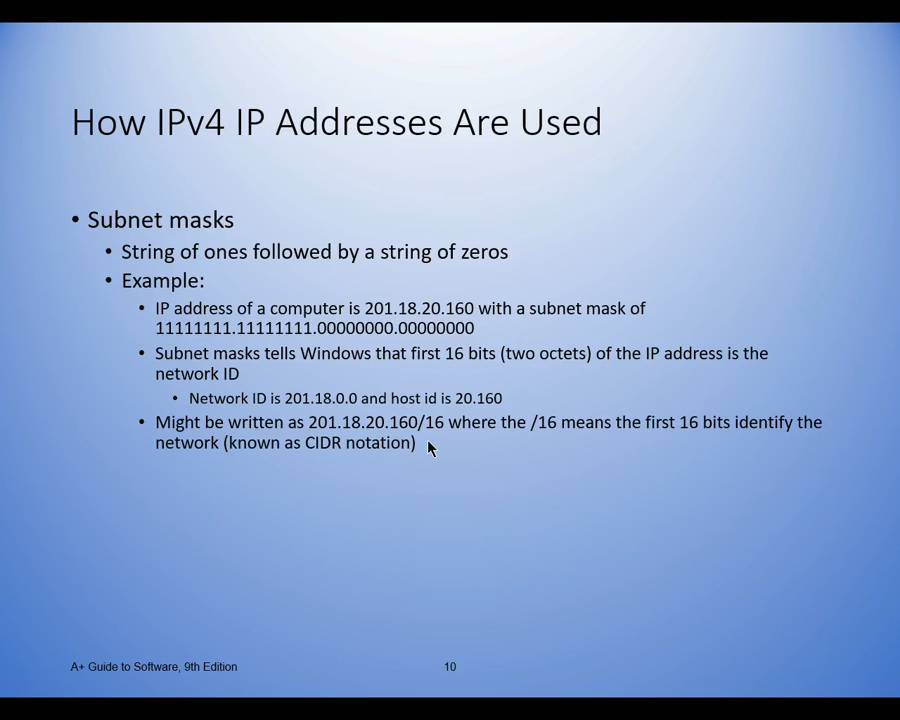 How IPv4 IP Addresses Are Used
• Subnet masks
• String of ones followed by a string of zeros
• Example:
• IP address of a computer is 201.18.20.160 with a subnet mask of
11111111.11111111.00000000.00000000
• Subnet masks tells Windows that first 16 bits (two octets) of the IP address is the
network ID
• Network ID is 201.18.0.0 and host id is 20.160
• Might be written as 201.18.20.160/16 where the /16 means the first 16 bits identify the
network (known as CIDR notation)
A+ Guide to Software, 9th Edition
10